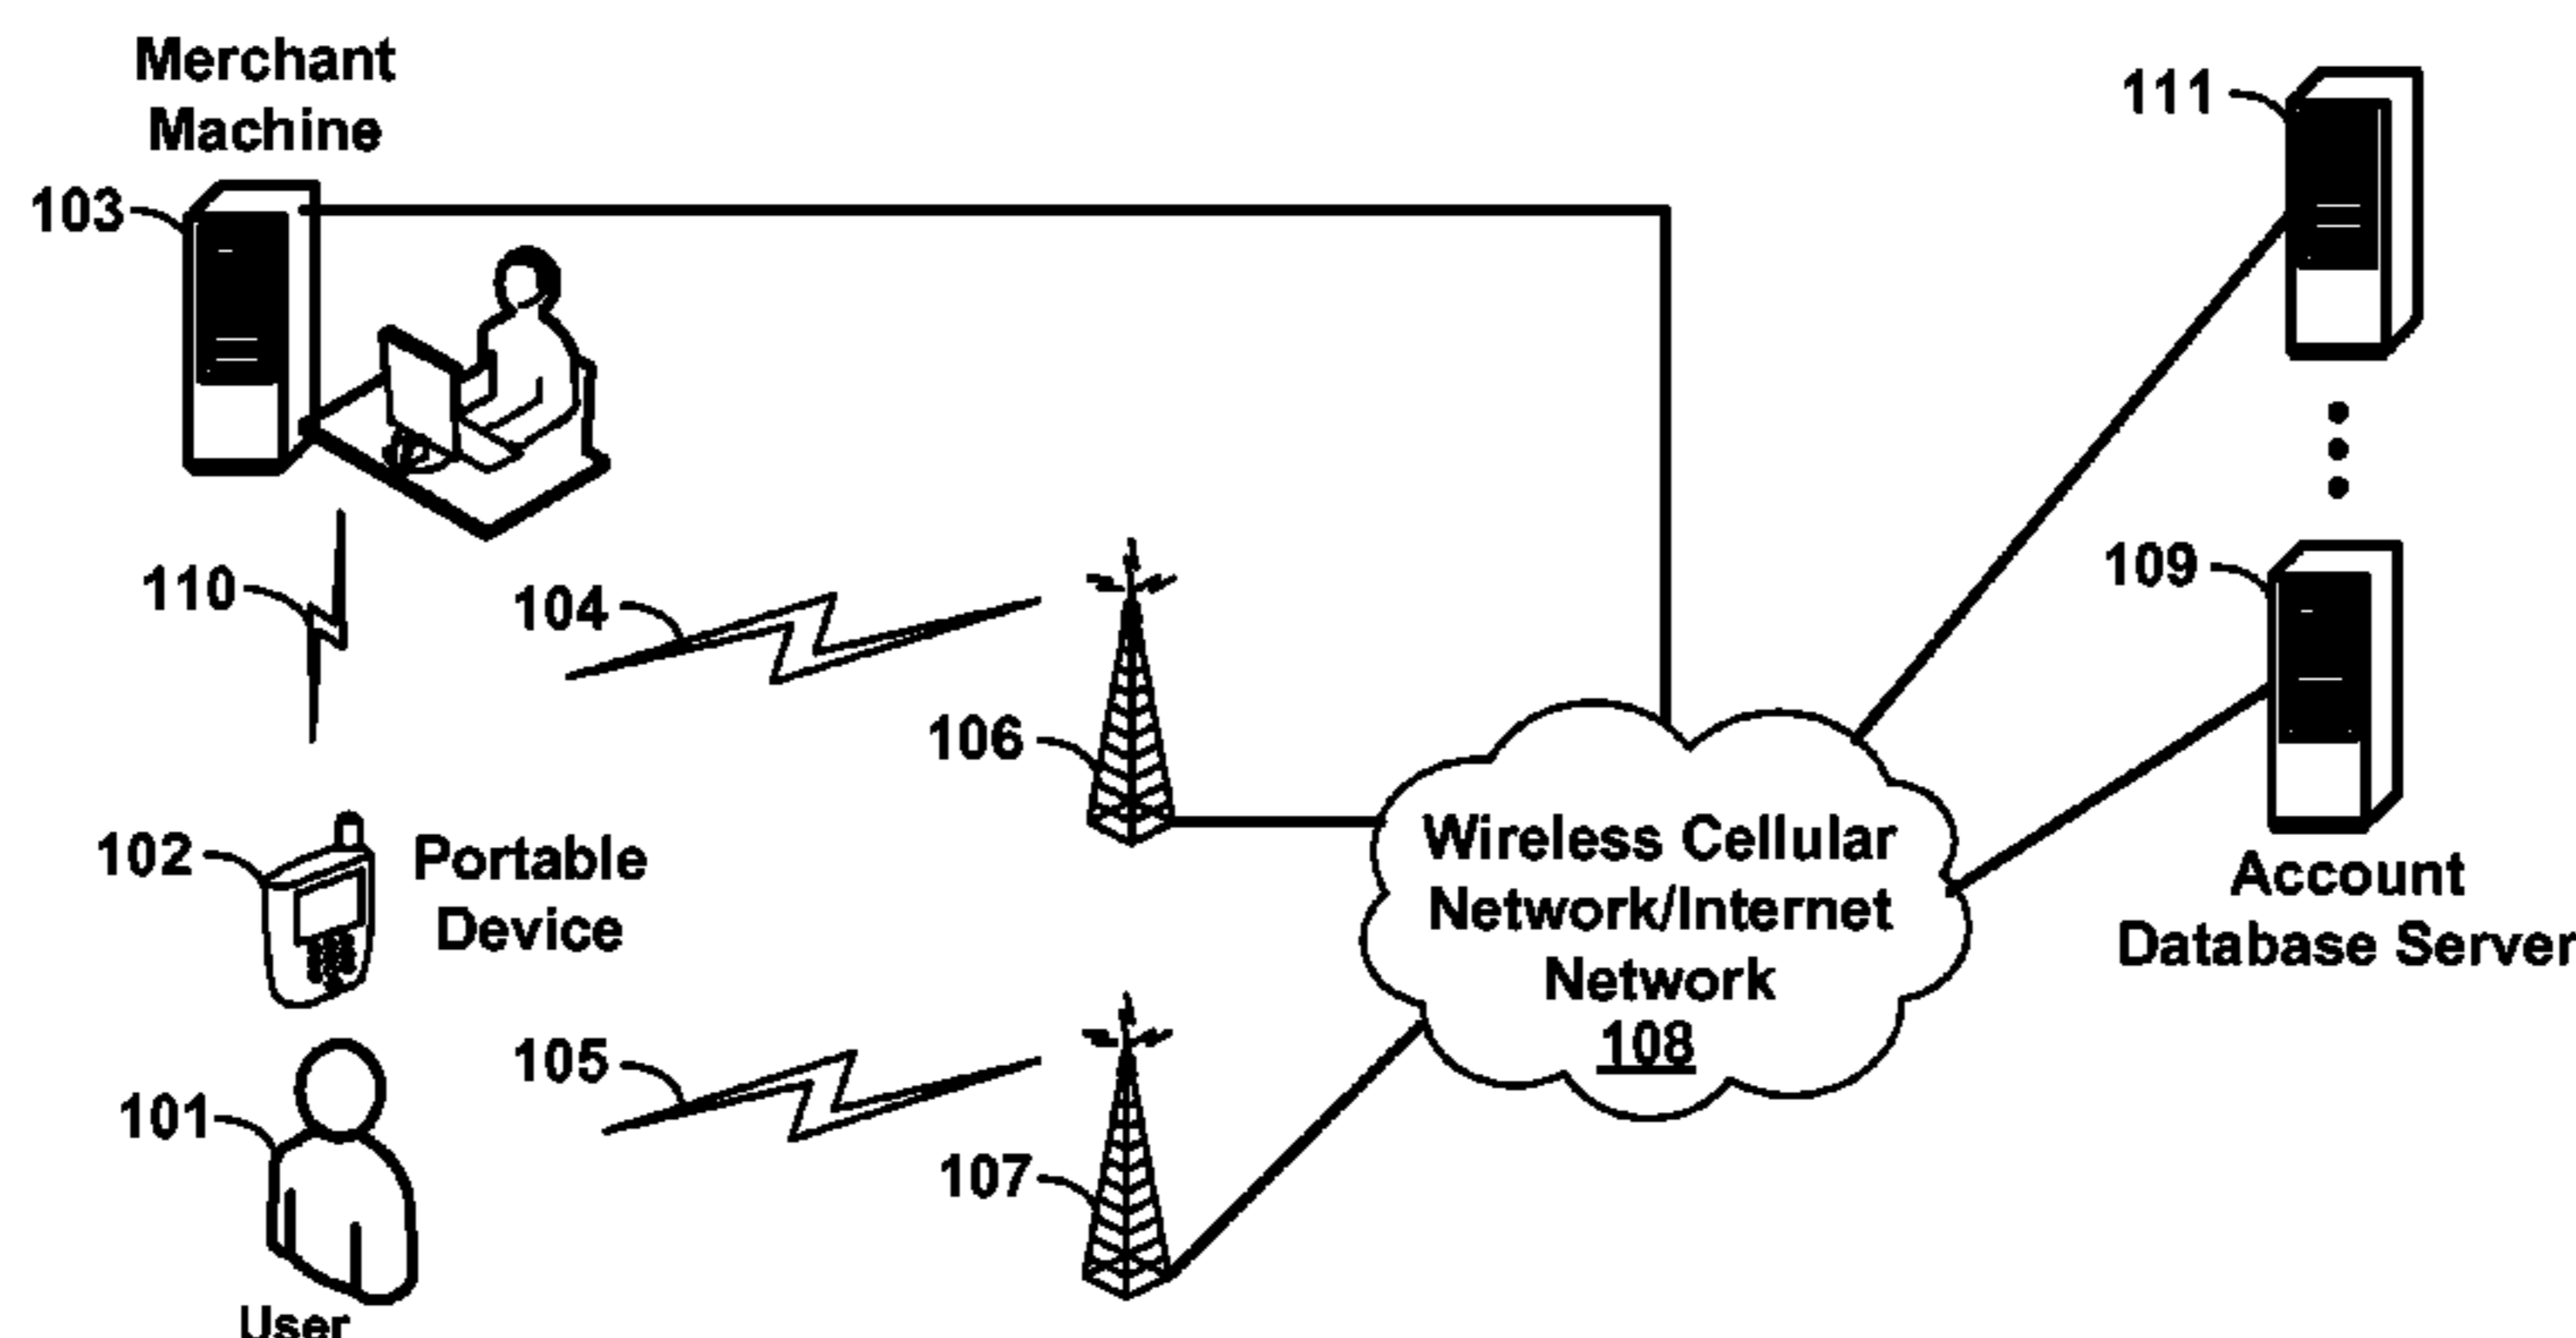 Merchant
Machine
103
111
110
104
109
106
102
Portable
Device
Wireless Cellular
Network/Internet
Network
108
Account
Database Server
105
101
107
User